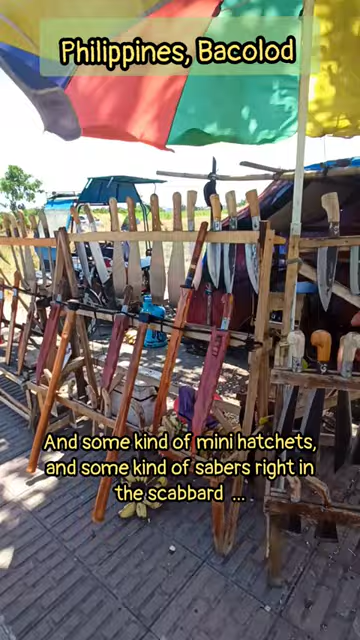 Philippines, Bacolod
And some kind of mini hatchets,
and some kind of sabers right in
the scabbard ...